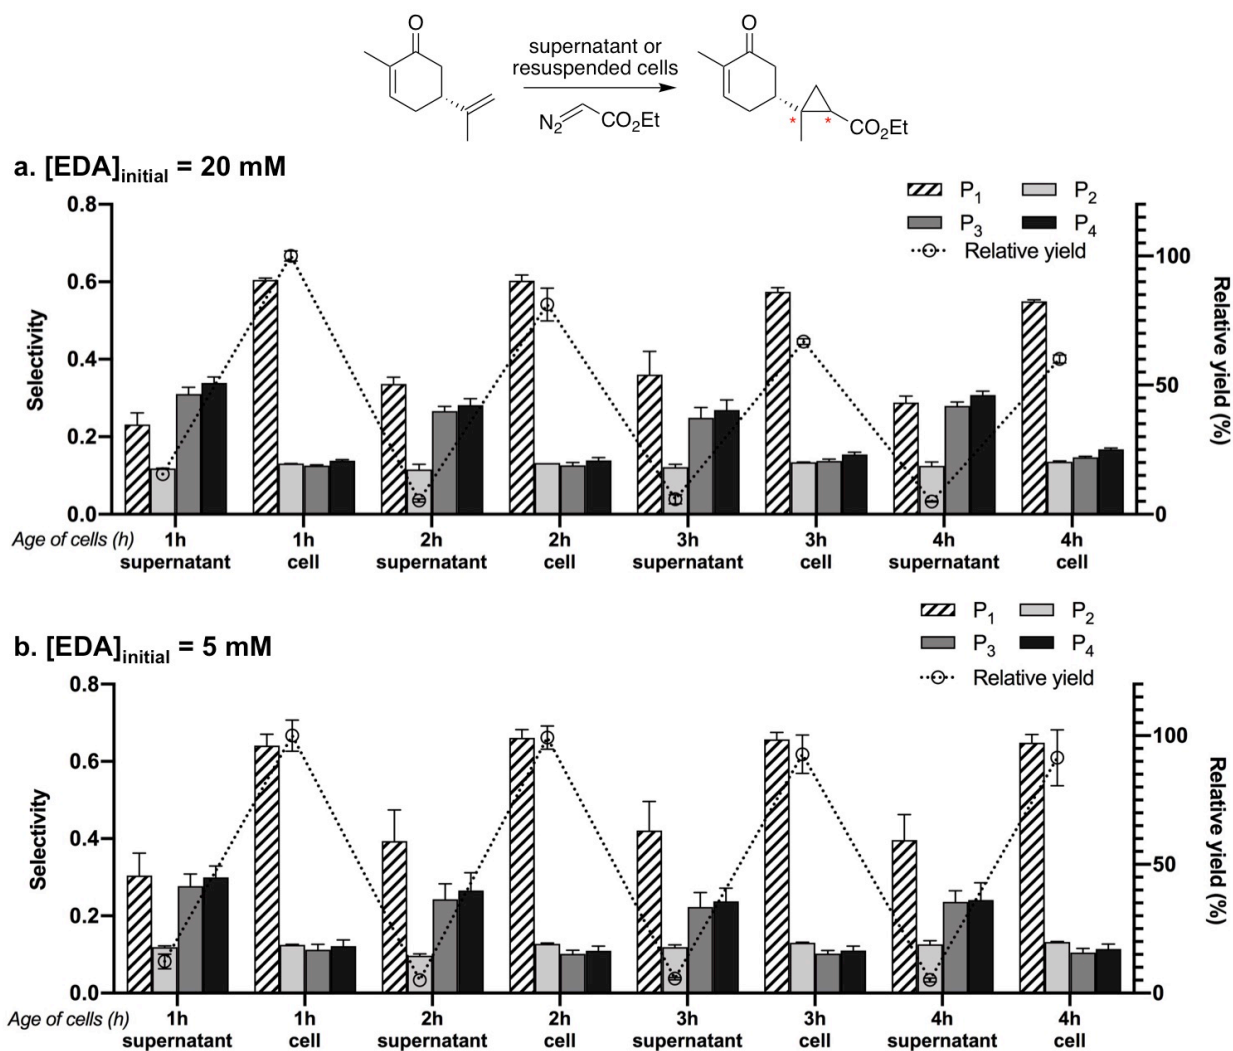 O
O
supernatant or
resuspended cells
N2
CO2Et
*
*
CO2Et
a. [EDA]initial = 20 mM
P1
P2
P3
P4
Relative yield
0.8
0.6
0.4
0.2
0.0
Selectivity
100
50
0
Relative yield (%)
Age of cells (h)
1h supernatant
1h cell
2h supernatant
2h cell
3h supernatant
3h cell
4h supernatant
4h cell
b. [EDA]initial = 5 mM
P1
P2
P3
P4
Relative yield
0.8
0.6
0.4
0.2
0.0
Selectivity
100
50
0
Relative yield (%)
Age of cells (h)
1h supernatant
1h cell
2h supernatant
2h cell
3h supernatant
3h cell
4h supernatant
4h cell